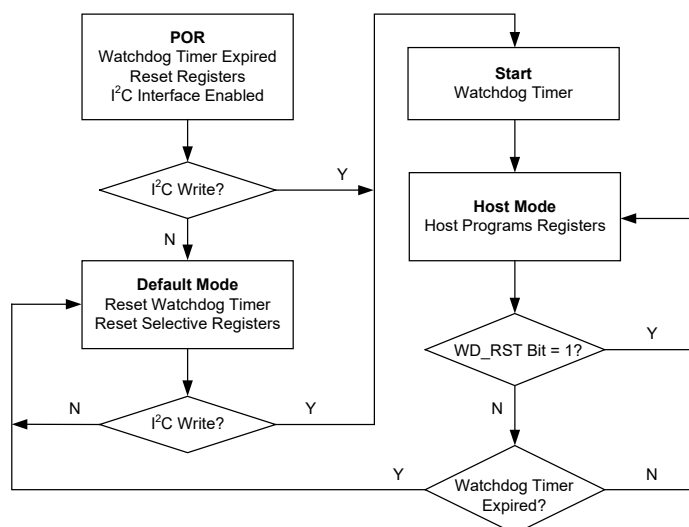 POR
Watchdog Timer Expired
Reset Registers
I²C Interface Enabled
I²C Write?
Y
N
Default Mode
Reset Watchdog Timer
Reset Selective Registers
I²C Write?
N
Y
Start
Watchdog Timer
Host Mode
Host Programs Registers
WD_RST Bit = 1?
Y
N
Watchdog Timer
Expired?
Y
N